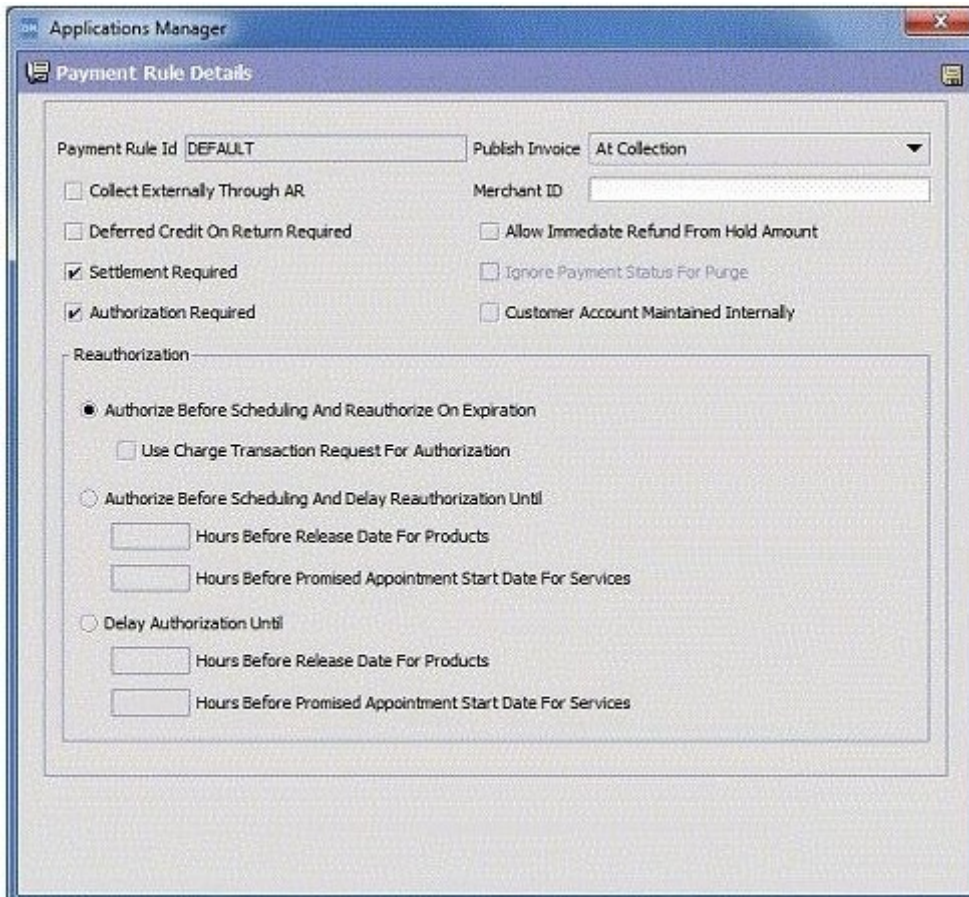 Applications Manager
Payment Rule Details
Payment Rule Id DEFAULT Publish Invoice At Collection
Collect Externally Through AR Merchant ID
Deferred Credit On Return Required Allow Immediate Refund From Hold Amount
Settlement Required Ignore Payment Status For Purge
Authorization Required Customer Account Maintained Internally
Reauthorization
Authorize Before Scheduling And Reauthorize On Expiration
Use Charge Transaction Request For Authorization
Authorize Before Scheduling And Delay Reauthorization Until
Hours Before Release Date For Products
Hours Before Promised Appointment Start Date For Services
Delay Authorization Until
Hours Before Release Date For Products
Hours Before Promised Appointment Start Date For Services